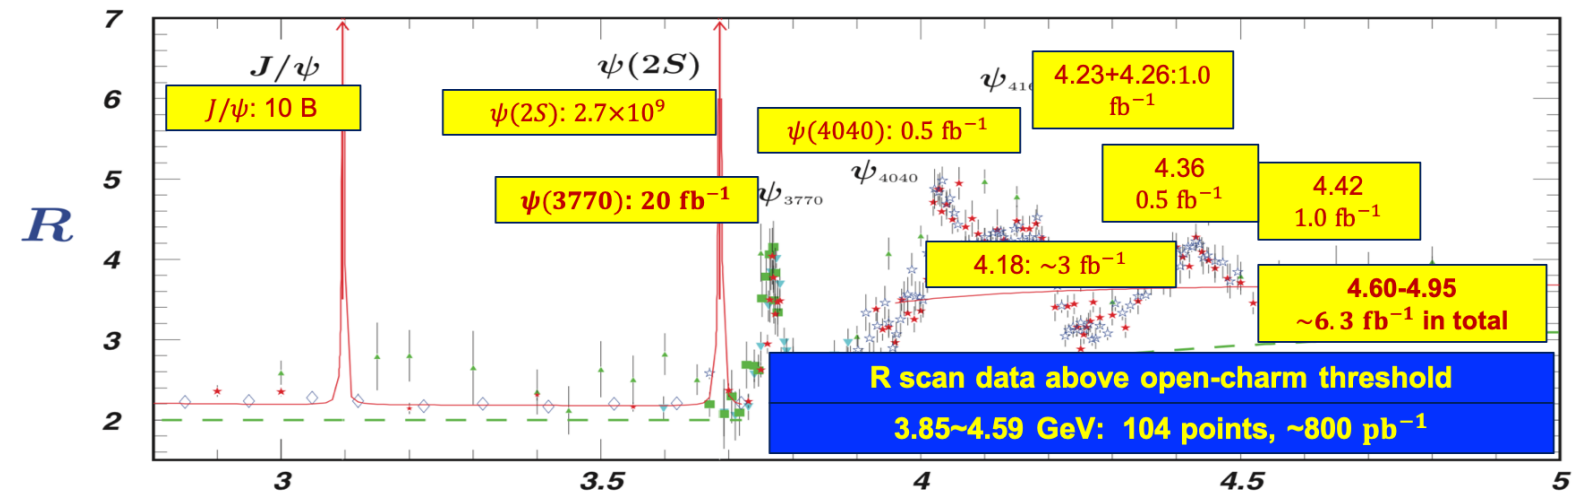 7
J/ψ
ψ(2S)
ψ₄₁₆
4.23+4.26:1.0
fb⁻¹
6
J/ψ: 10 B
ψ(2S): 2.7×10⁹
ψ(4040): 0.5 fb⁻¹
5
ψ₄₀₄₀
4.36
0.5 fb⁻¹
4.42
1.0 fb⁻¹
ψ(3770): 20 fb⁻¹
ψ₃₇₇₀
R
4
4.18: ~3 fb⁻¹
4.60-4.95
~6.3 fb⁻¹ in total
3
R scan data above open-charm threshold
2
3.85~4.59 GeV: 104 points, ~800 pb⁻¹
3
3.5
4
4.5
5